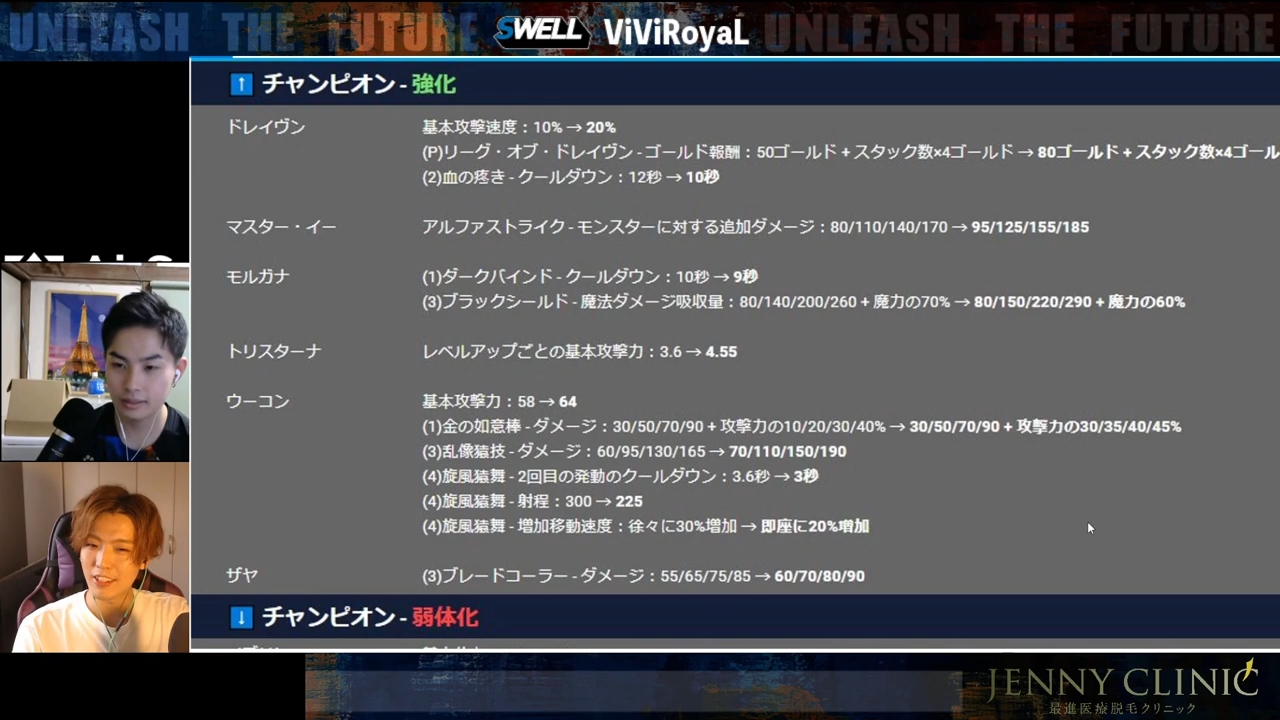 UNLEASH THE FUTURE SWELL ViViRoyaL UNLEASH THE FUTURE
↑ チャンピオン - 強化
ドレイヴン 基本攻撃速度：10% → 20%
(P)リーグ・オブ・ドレイヴン - ゴールド報酬：50ゴールド + スタック数×4ゴールド → 80ゴールド + スタック数×4ゴール
(2)血の疼き - クールダウン：12秒 → 10秒
マスター・イー アルファストライク - モンスターに対する追加ダメージ：80/110/140/170 → 95/125/155/185
モルガナ (1)ダークバインド - クールダウン：10秒 → 9秒
(3)ブラックシールド - 魔法ダメージ吸収量：80/140/200/260 + 魔力の70% → 80/150/220/290 + 魔力の60%
トリスターナ レベルアップごとの基本攻撃力：3.6 → 4.55
ウーコン 基本攻撃力：58 → 64
(1)金の如意棒 - ダメージ：30/50/70/90 + 攻撃力の10/20/30/40% → 30/50/70/90 + 攻撃力の30/35/40/45%
(3)乱像猿技 - ダメージ：60/95/130/165 → 70/110/150/190
(4)旋風猿舞 - 2回目の発動のクールダウン：3.6秒 → 3秒
(4)旋風猿舞 - 射程：300 → 225
(4)旋風猿舞 - 増加移動速度：徐々に30%増加 → 即座に20%増加
ザヤ (3)ブレードコーラー - ダメージ：55/65/75/85 → 60/70/80/90
↓ チャンピオン - 弱体化
JENNY CLINIC
最進医療脱毛クリニック